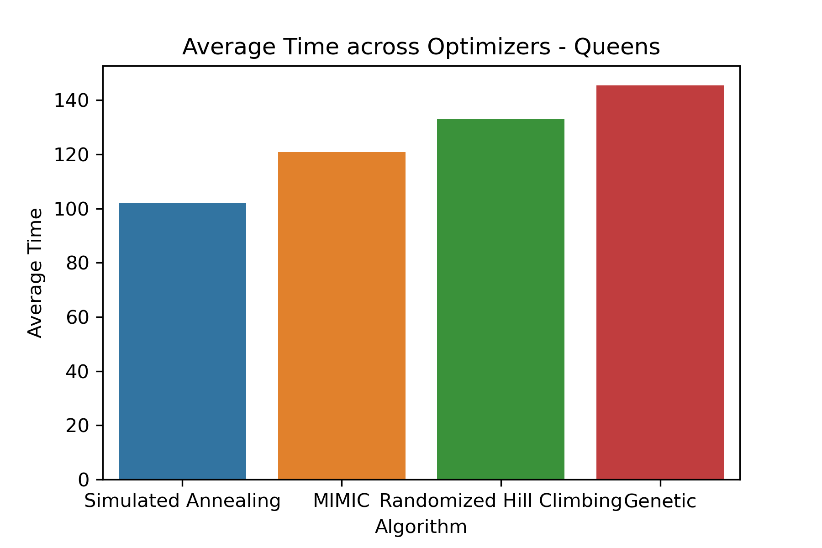 Average Time across Optimizers - Queens
Average Time
140
120
100
80
60
40
20
0
Simulated Annealing MIMIC Randomized Hill Climbing Genetic
Algorithm